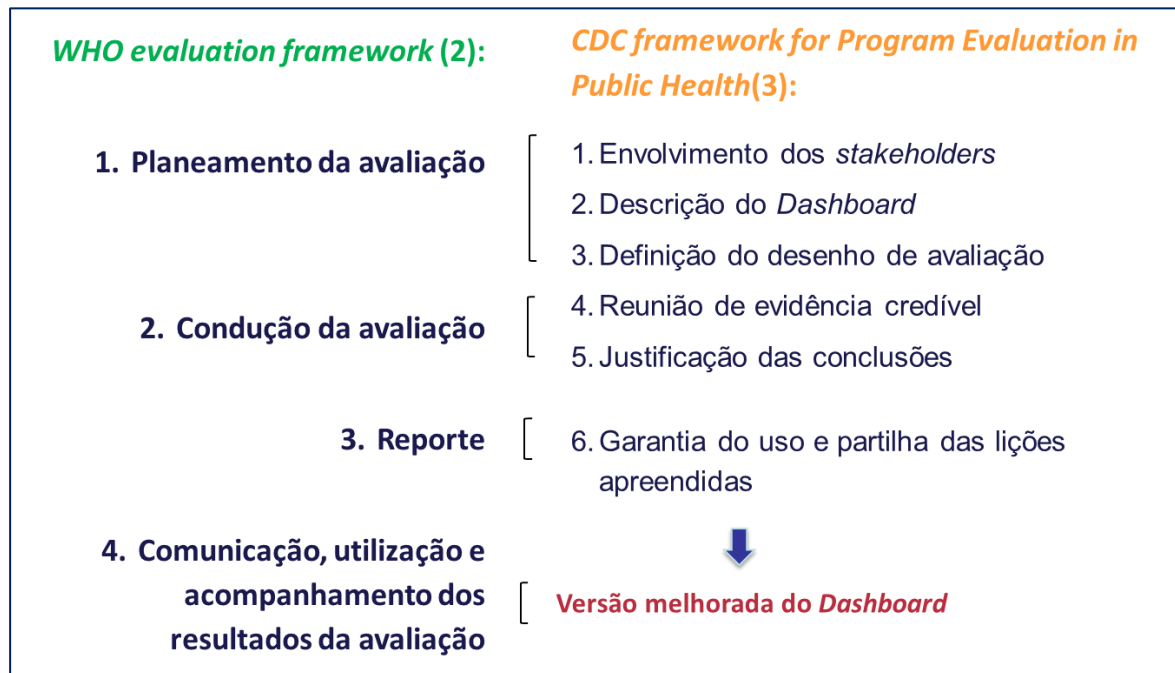 WHO evaluation framework (2):
CDC framework for Program Evaluation in
Public Health(3):
1. Planeamento da avaliação
1. Envolvimento dos stakeholders
2. Descrição do Dashboard
3. Definição do desenho de avaliação
2. Condução da avaliação
4. Reunião de evidência credível
5. Justificação das conclusões
3. Reporte
6. Garantia do uso e partilha das lições
apreendidas
4. Comunicação, utilização e
acompanhamento dos
resultados da avaliação
Versão melhorada do Dashboard